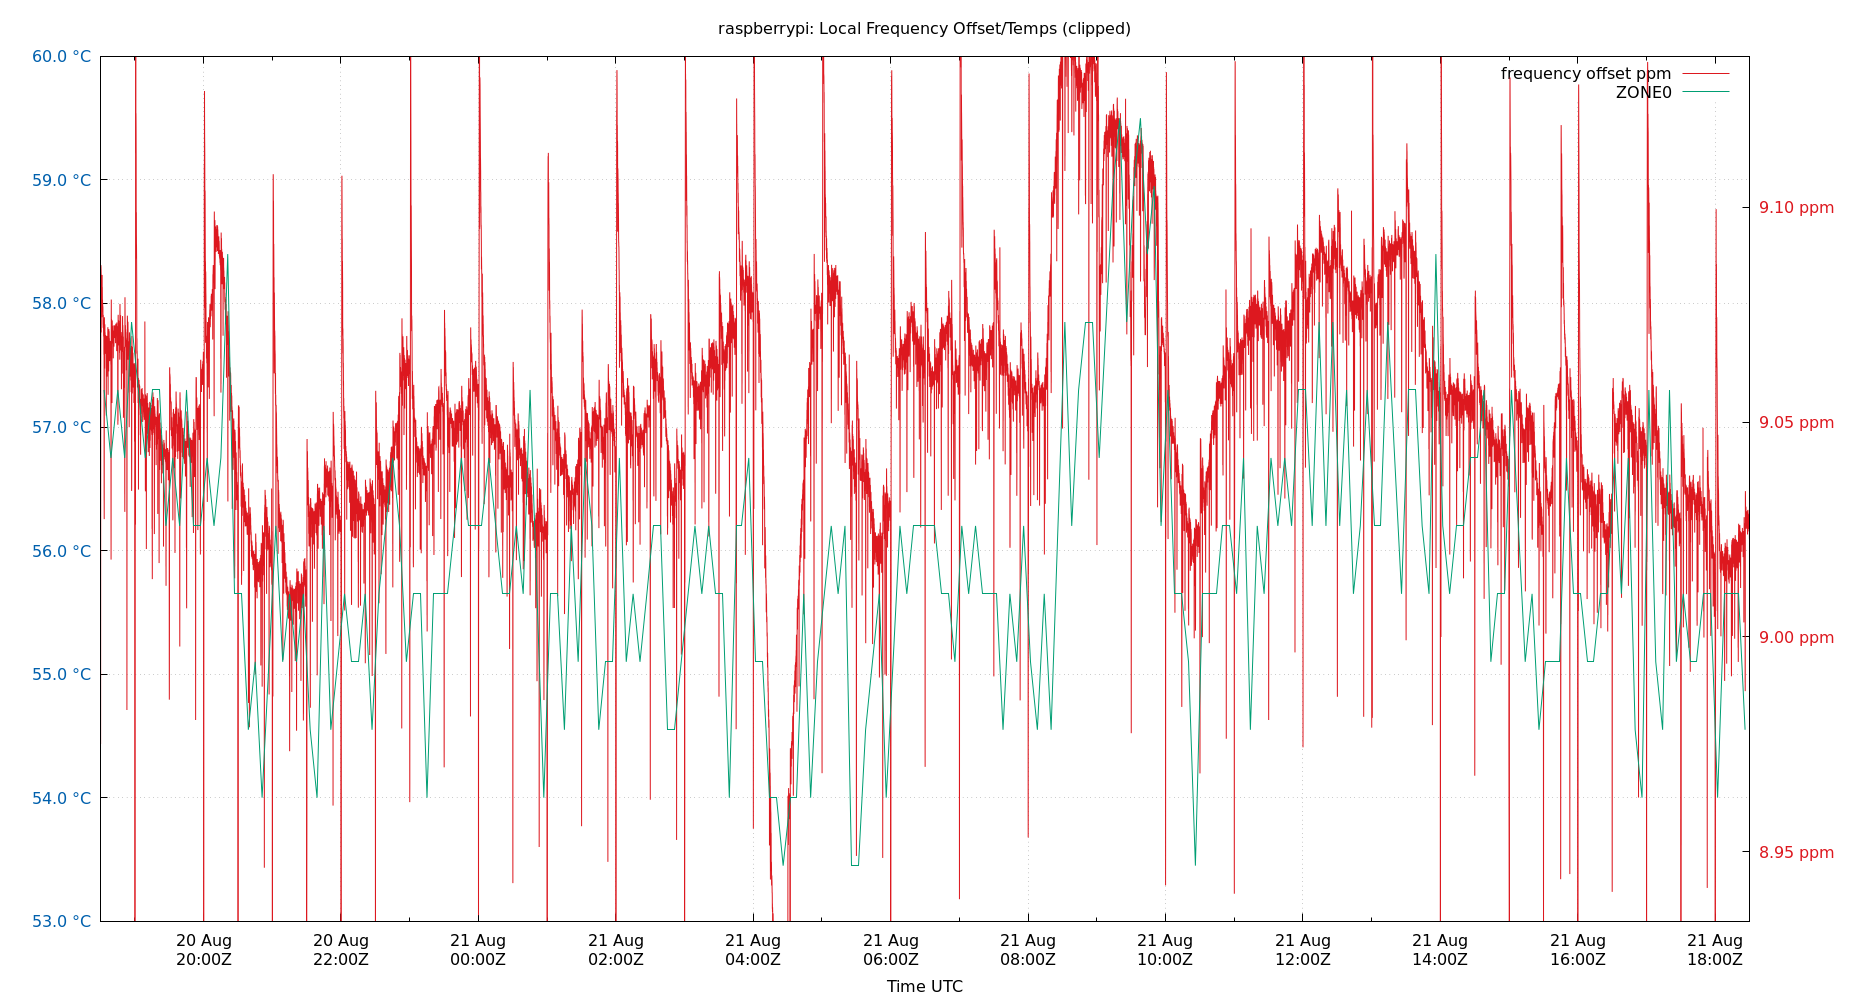 raspberrypi: Local Frequency Offset/Temps (clipped)
60.0 °C
59.0 °C
58.0 °C
57.0 °C
56.0 °C
55.0 °C
54.0 °C
53.0 °C
frequency offset ppm
ZONE0
9.10 ppm
9.05 ppm
9.00 ppm
8.95 ppm
20 Aug 20 Aug 21 Aug 21 Aug 21 Aug 21 Aug 21 Aug 21 Aug 21 Aug 21 Aug 21 Aug 21 Aug
20:00Z 22:00Z 00:00Z 02:00Z 04:00Z 06:00Z 08:00Z 10:00Z 12:00Z 14:00Z 16:00Z 18:00Z
Time UTC